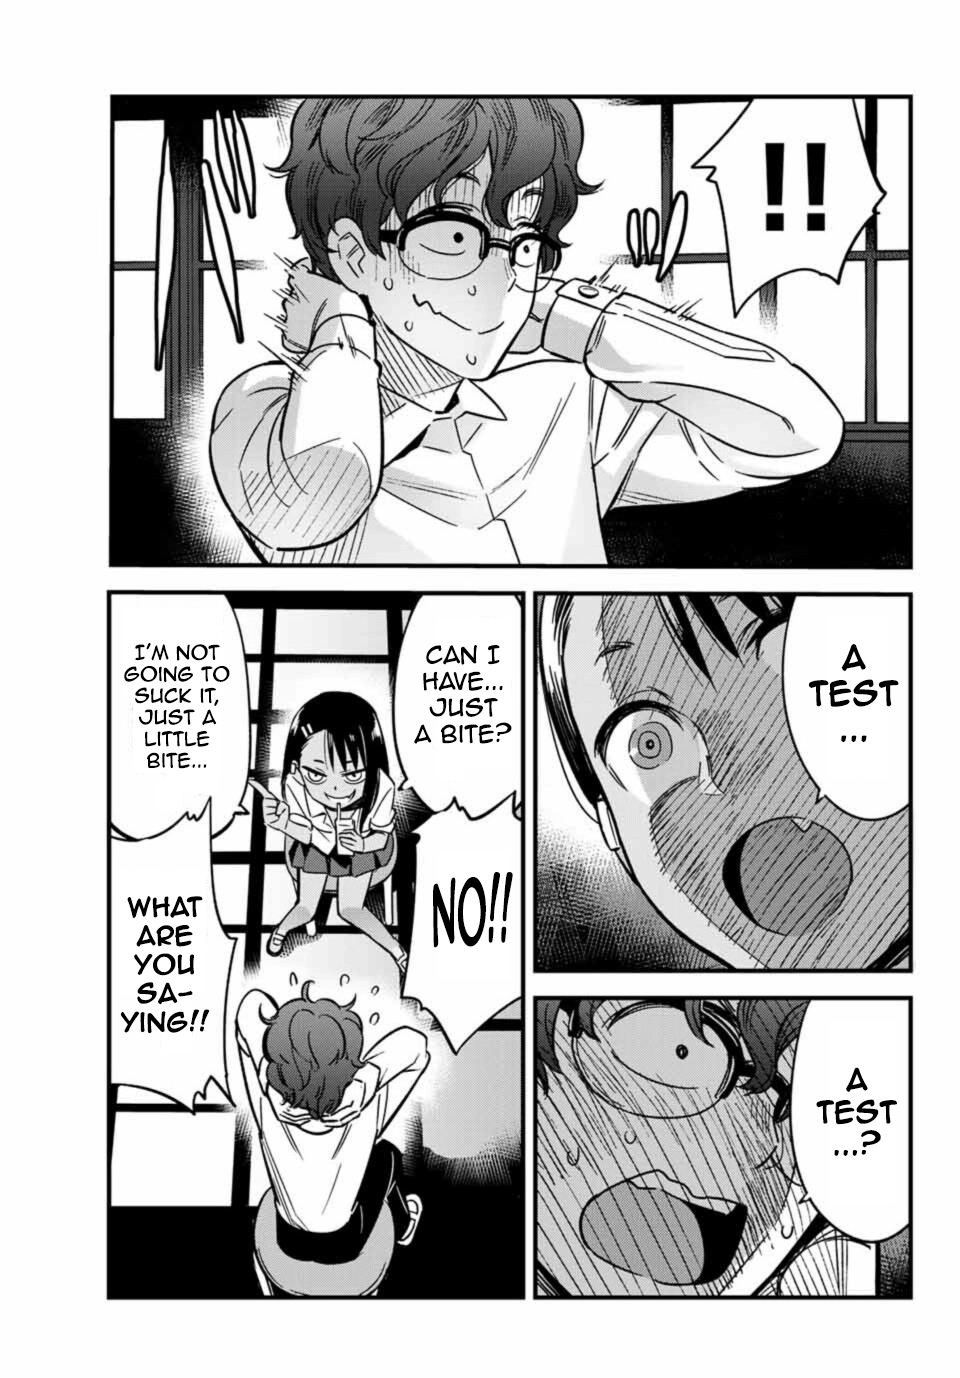 !!
A
TEST
...
A
TEST
...?
CAN I
HAVE...
JUST
A BITE?
NO!!
I'M NOT
GOING TO
SUCK IT,
JUST A
LITTLE
BITE...
WHAT
ARE
YOU
SA-
YING!!